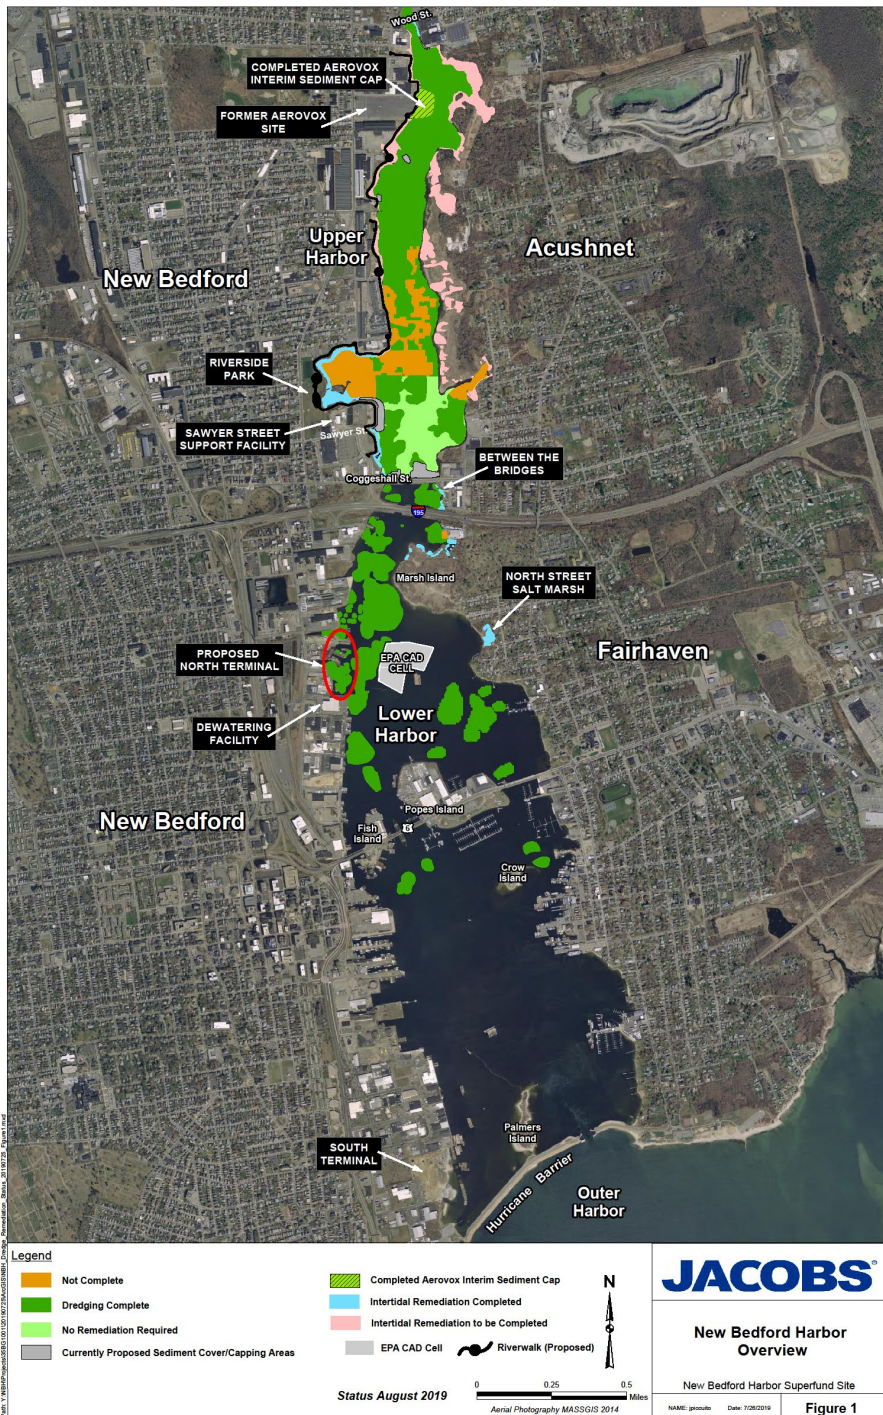 Wood St.
COMPLETED AEROVOX
INTERIM SEDIMENT CAP
FORMER AEROVOX
SITE
Upper
Harbor
Acushnet
New Bedford
RIVERSIDE
PARK
SAWYER STREET
SUPPORT FACILITY
Sawyer St.
BETWEEN THE
BRIDGES
Coggeshall St.
195
Marsh Island
NORTH STREET
SALT MARSH
PROPOSED
NORTH TERMINAL
EPA CAD
CELL
Fairhaven
Lower
Harbor
DEWATERING
FACILITY
New Bedford
Popes Island
Fish
Island
6
Crow
Island
Palmers
Island
SOUTH
TERMINAL
Hurricane Barrier
Outer
Harbor
Legend
Not Complete
Dredging Complete
No Remediation Required
Currently Proposed Sediment Cover/Capping Areas
Completed Aerovox Interim Sediment Cap
Intertidal Remediation Completed
Intertidal Remediation to be Completed
EPA CAD Cell
Riverwalk (Proposed)
N
Status August 2019
0 0.25 0.5
Miles
Aerial Photography MASSGIS 2014
JACOBS®
New Bedford Harbor
Overview
New Bedford Harbor Superfund Site
NAME: jpiccuito Date: 7/26/2019
Figure 1